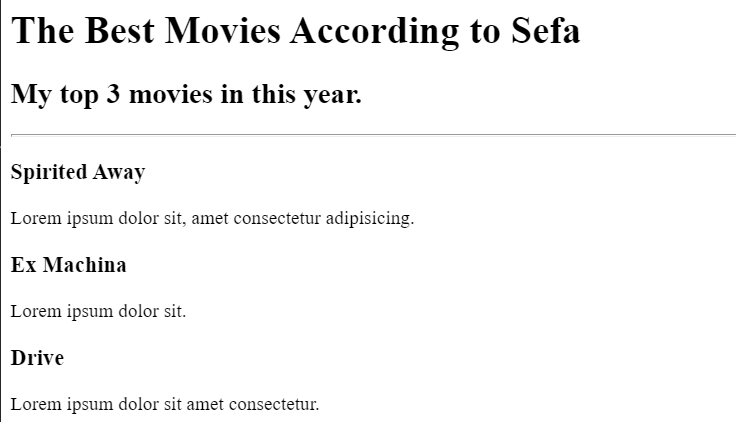 The Best Movies According to Sefa
My top 3 movies in this year.
Spirited Away
Lorem ipsum dolor sit, amet consectetur adipisicing.
Ex Machina
Lorem ipsum dolor sit.
Drive
Lorem ipsum dolor sit amet consectetur.